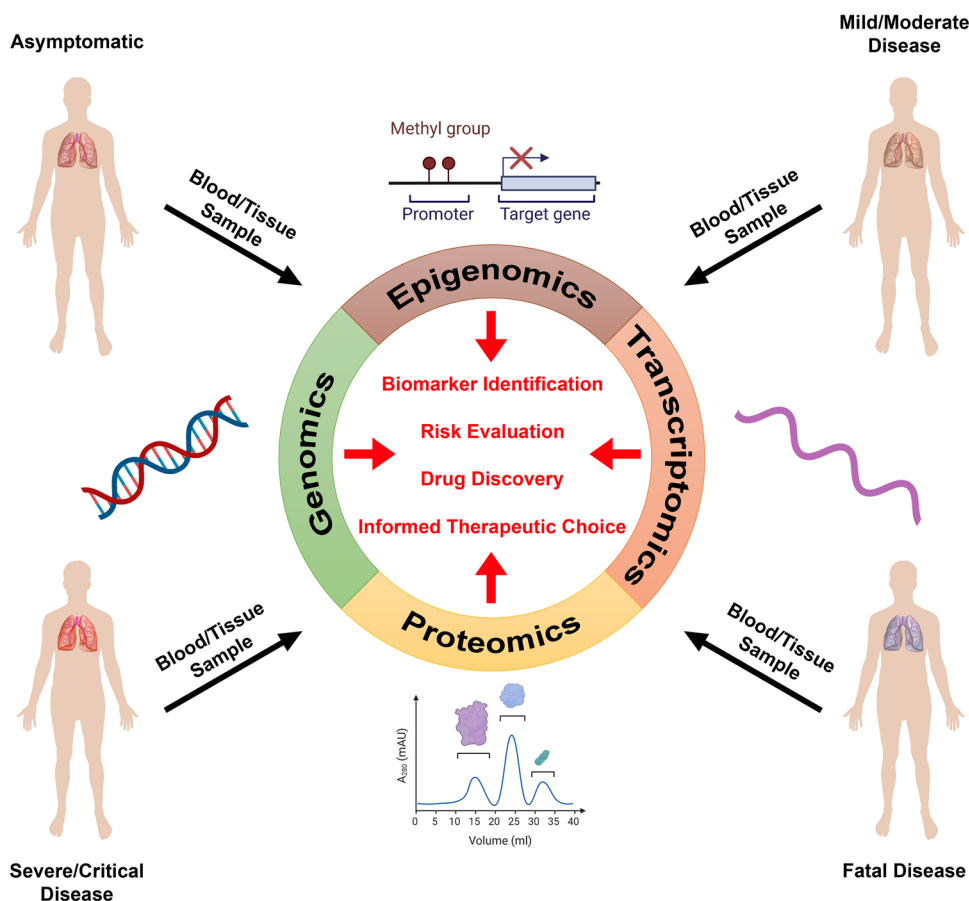 Asymptomatic
Mild/Moderate
Disease
Methyl group
Promoter
Target gene
Blood/Tissue
Sample
Blood/Tissue
Sample
Epigenomics
Genomics
Transcriptomics
Proteomics
Biomarker Identification
Risk Evaluation
Drug Discovery
Informed Therapeutic Choice
Blood/Tissue
Sample
Blood/Tissue
Sample
A280 (mAU)
0 5 10 15 20 25 30 35 40
Volume (ml)
Severe/Critical
Disease
Fatal Disease